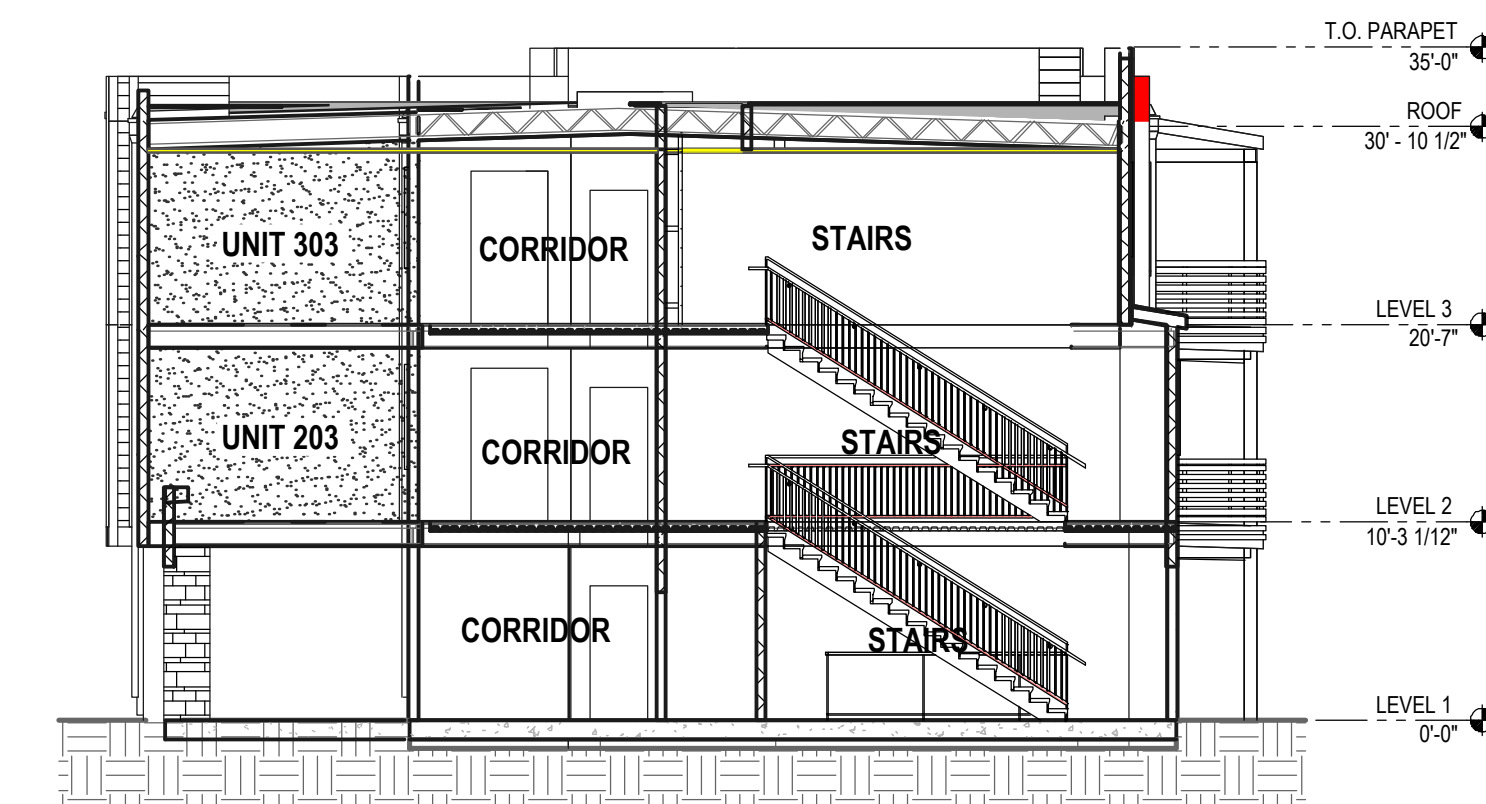 T.O. PARAPET
35'-0"
ROOF
30' - 10 1/2"
UNIT 303
CORRIDOR
STAIRS
LEVEL 3
20'-7"
UNIT 203
CORRIDOR
STAIRS
LEVEL 2
10'-3 1/12"
CORRIDOR
STAIRS
LEVEL 1
0'-0"